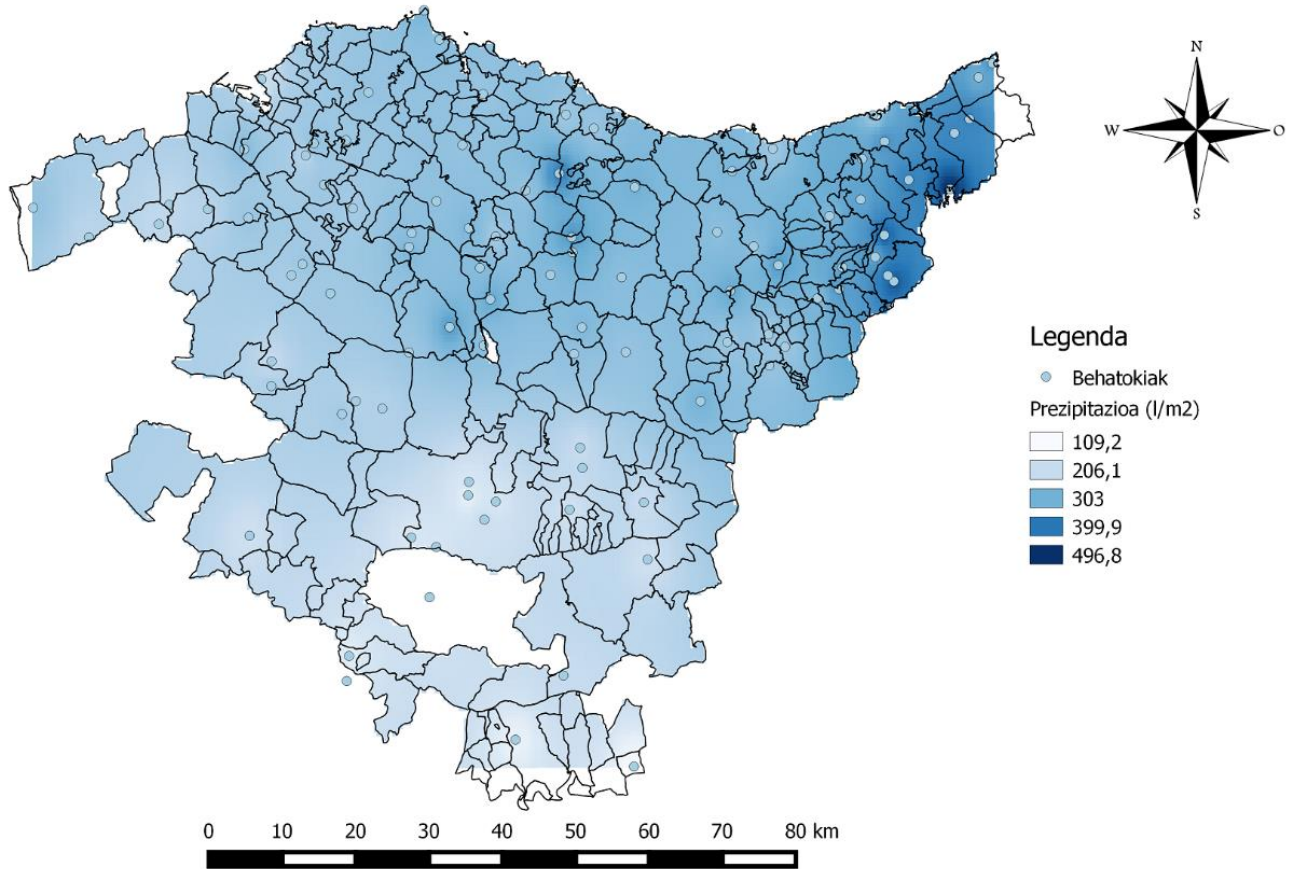 N
W
O
S
Legenda
Behatokiak
Prezipitazioa (l/m2)
109,2
206,1
303
399,9
496,8
0 10 20 30 40 50 60 70 80 km